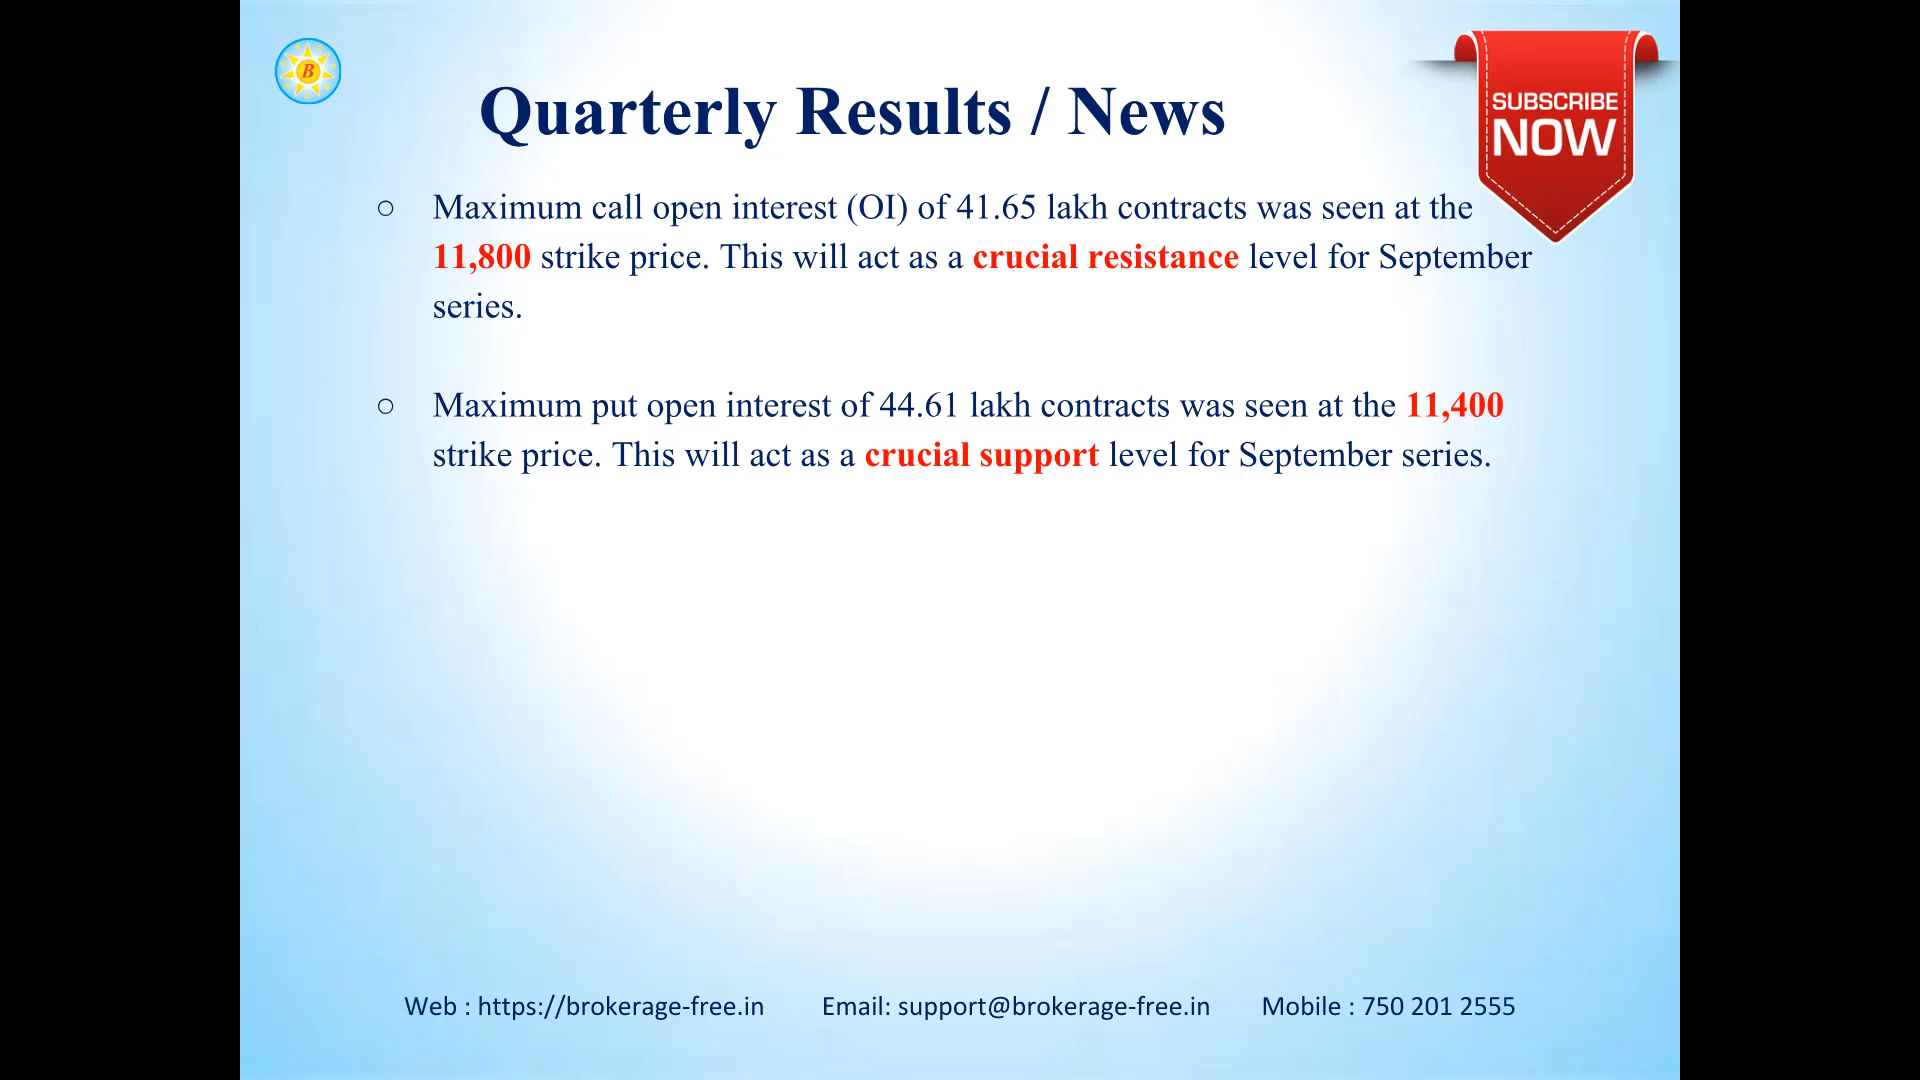 B
Quarterly Results / News
SUBSCRIBE
NOW
○ Maximum call open interest (OI) of 41.65 lakh contracts was seen at the
11,800 strike price. This will act as a crucial resistance level for September
series.
○ Maximum put open interest of 44.61 lakh contracts was seen at the 11,400
strike price. This will act as a crucial support level for September series.
Web : https://brokerage-free.in Email: support@brokerage-free.in Mobile : 750 201 2555